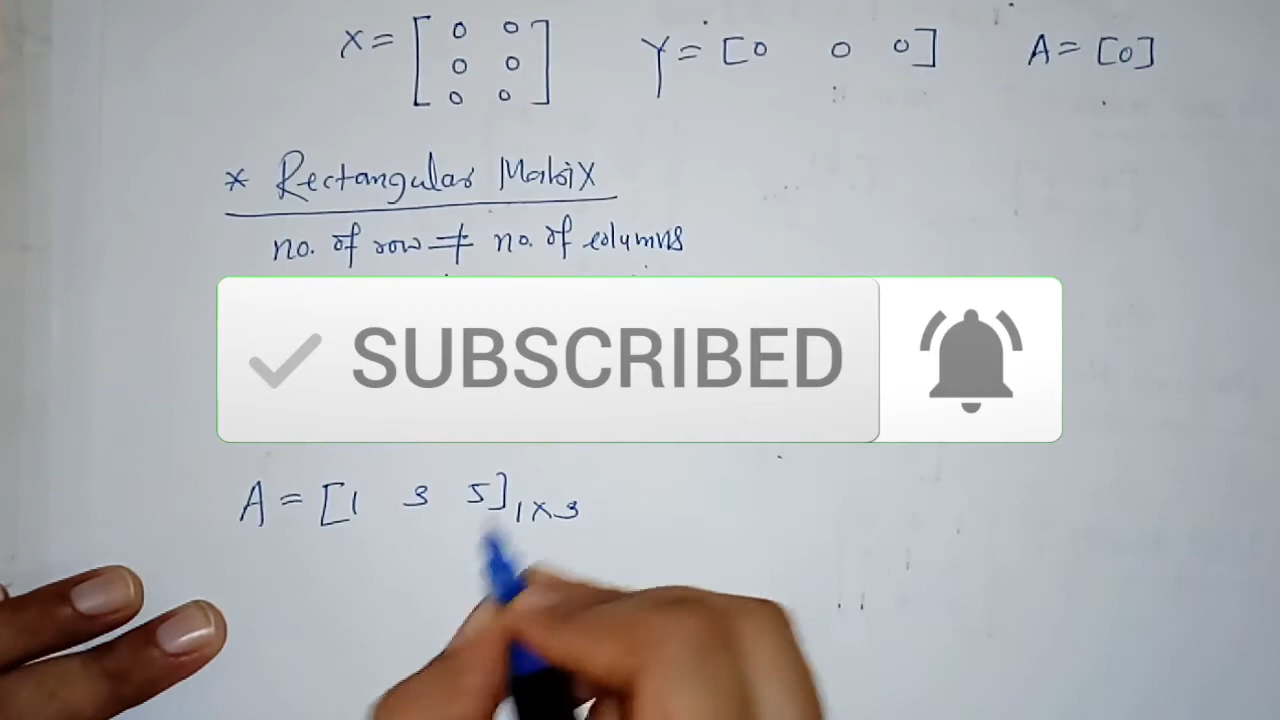 X = [ 0 0
0 0
0 0 ] Y = [0 0 0] A = [0]
* Rectangular Matrix
no. of row ≠ no. of columns
SUBSCRIBED
A = [1 3 5] 1×3